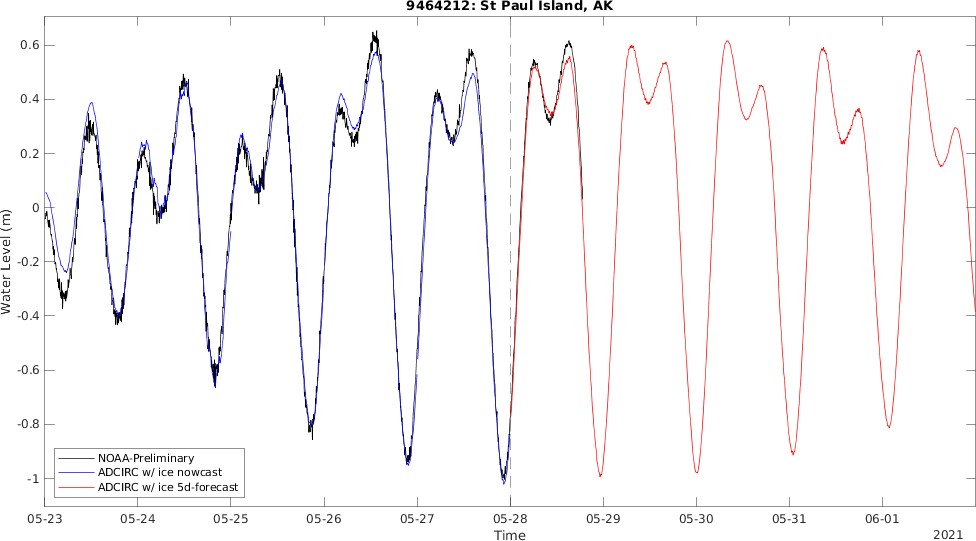 9464212: St Paul Island, AK
Water Level (m)
0.6
0.4
0.2
0
-0.2
-0.4
-0.6
-0.8
-1
NOAA-Preliminary
ADCIRC w/ ice nowcast
ADCIRC w/ ice 5d-forecast
05-23 05-24 05-25 05-26 05-27 05-28 05-29 05-30 05-31 06-01
Time
2021